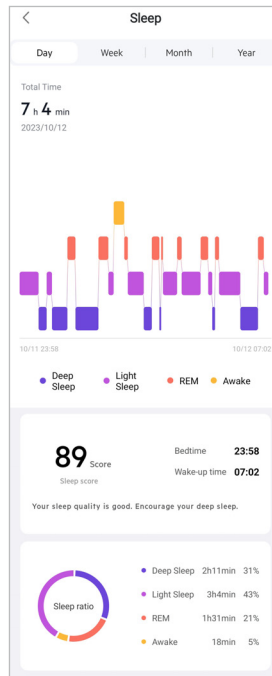 Sleep
Day Week Month Year
Total Time
7 h 4 min
2023/10/12
10/11 23:58 10/12 07:02
Deep Sleep Light Sleep REM Awake
89 Score
Sleep score
Bedtime 23:58
Wake-up time 07:02
Your sleep quality is good. Encourage your deep sleep.
Sleep ratio
Deep Sleep 2h11min 31%
Light Sleep 3h4min 43%
REM 1h31min 21%
Awake 18min 5%